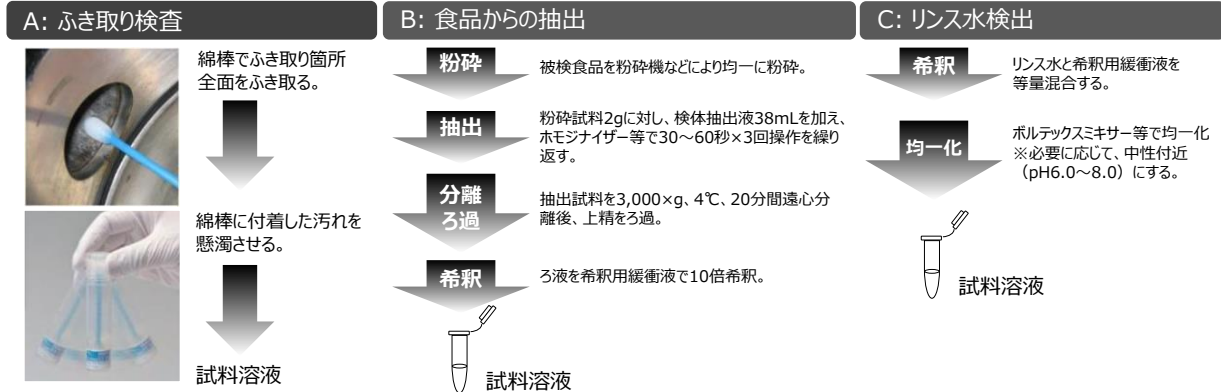 A: ふき取り検査
綿棒でふき取り箇所
全面をふき取る。
綿棒に付着した汚れを
懸濁させる。
試料溶液
B: 食品からの抽出
粉砕
被検食品を粉砕機などにより均一に粉砕。
抽出
粉砕試料2gに対し、検体抽出液38mLを加え、
ホモジナイザー等で30～60秒×3回操作を繰り
返す。
分離
ろ過
抽出試料を3,000×g、4℃、20分間遠心分
離後、上精をろ過。
希釈
ろ液を希釈用緩衝液で10倍希釈。
試料溶液
C: リンス水検出
希釈
リンス水と希釈用緩衝液を
等量混合する。
均一化
ボルテックスミキサー等で均一化
※必要に応じて、中性付近
（pH6.0～8.0）にする。
試料溶液